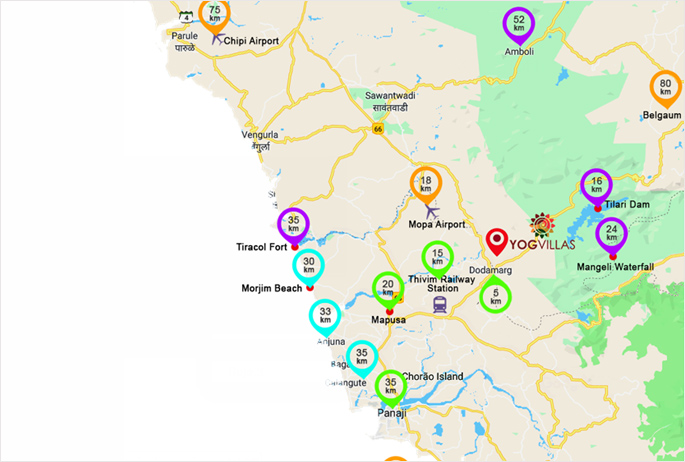 75
km
4
Parule
पारुळे
Chipi Airport
52
km
Amboli
80
km
Belgaum
Sawantwadi
सावंतवाडी
66
Vengurla
वेंगुर्ला
18
km
Mopa Airport
16
km
Tilari Dam
35
km
Tiracol Fort
YOGVILLAS
24
km
Mangeli Waterfall
15
km
Dodamarg
30
km
Morjim Beach
Thivim Railway
Station
20
km
Mapusa
5
km
33
km
Anjuna
35
km
Chorão Island
35
km
Panaji